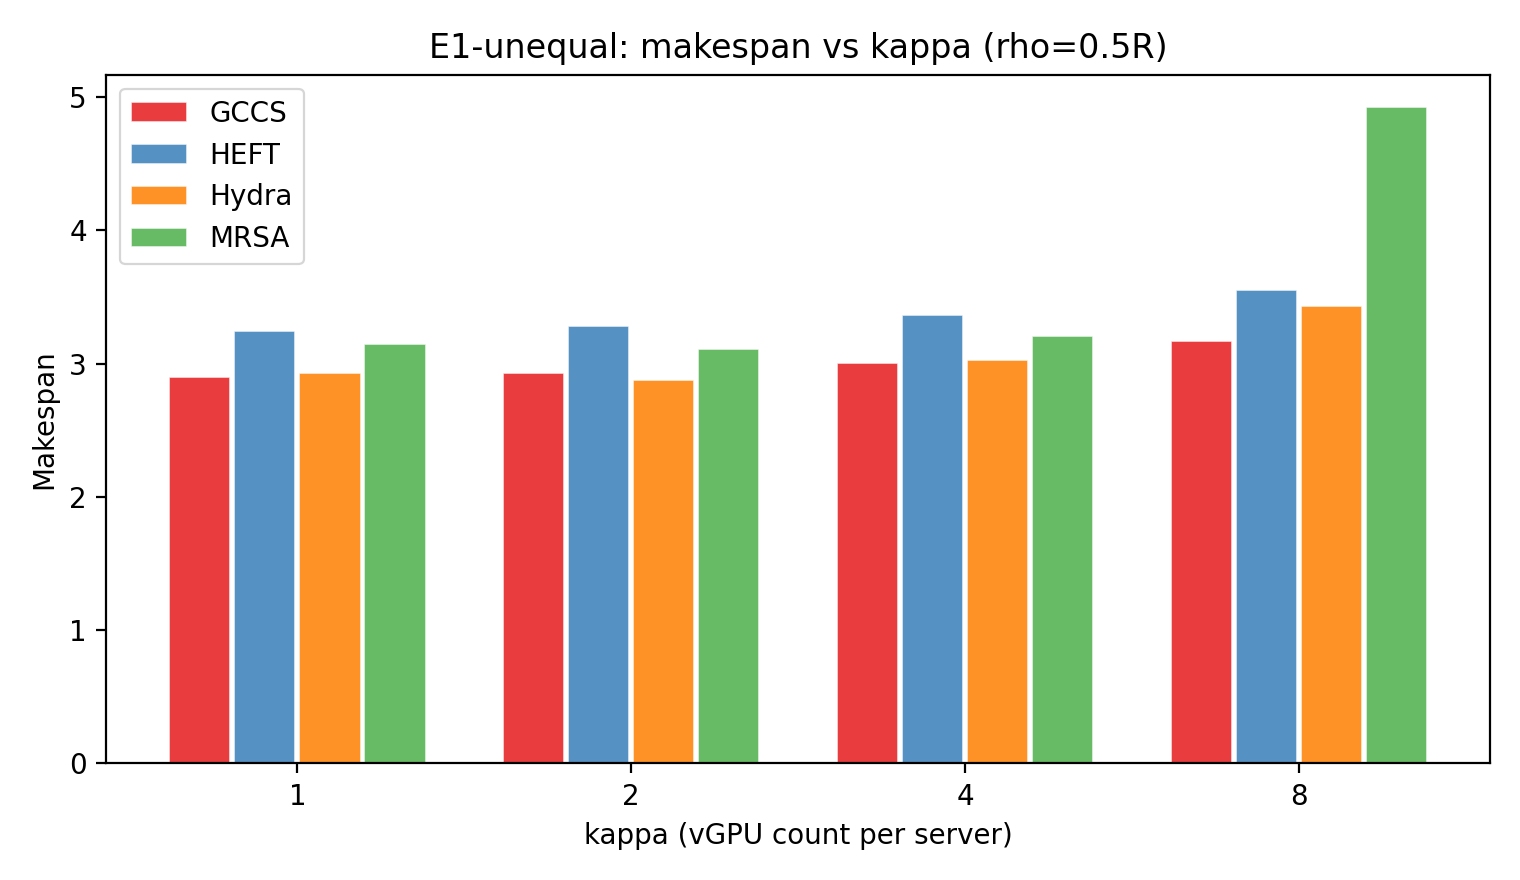 E1-unequal: makespan vs kappa (rho=0.5R)
GCCS
HEFT
Hydra
MRSA
Makespan
5
4
3
2
1
0
1 2 4 8
kappa (vGPU count per server)